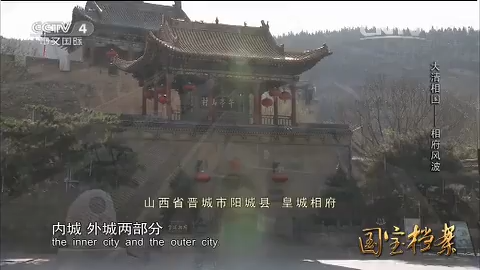 CCTV 4
中文国际
大清相国——相府风波
山西省晋城市阳城县 皇城相府
内城 外城两部分
the inner city and the outer city
国宝档案